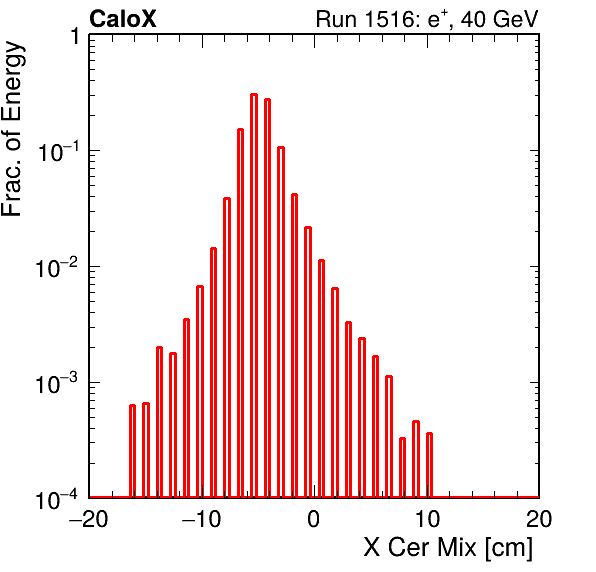 CaloX Run 1516: e⁺, 40 GeV
Frac. of Energy
1
10⁻¹
10⁻²
10⁻³
10⁻⁴
−20 −10 0 10 20
X Cer Mix [cm]